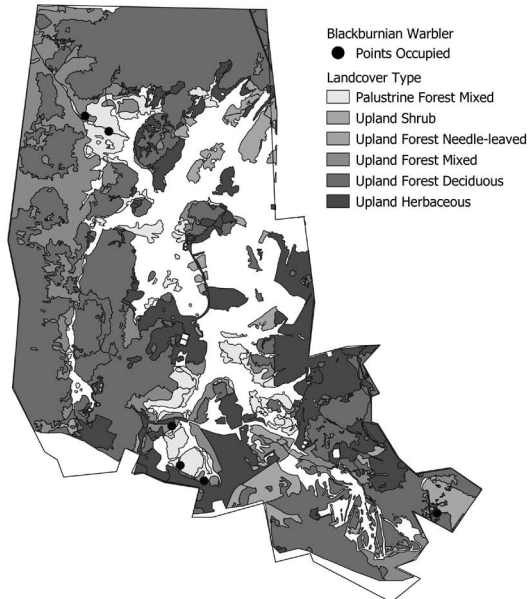 Blackburnian Warbler
Points Occupied
Landcover Type
Palustrine Forest Mixed
Upland Shrub
Upland Forest Needle-leaved
Upland Forest Mixed
Upland Forest Deciduous
Upland Herbaceous